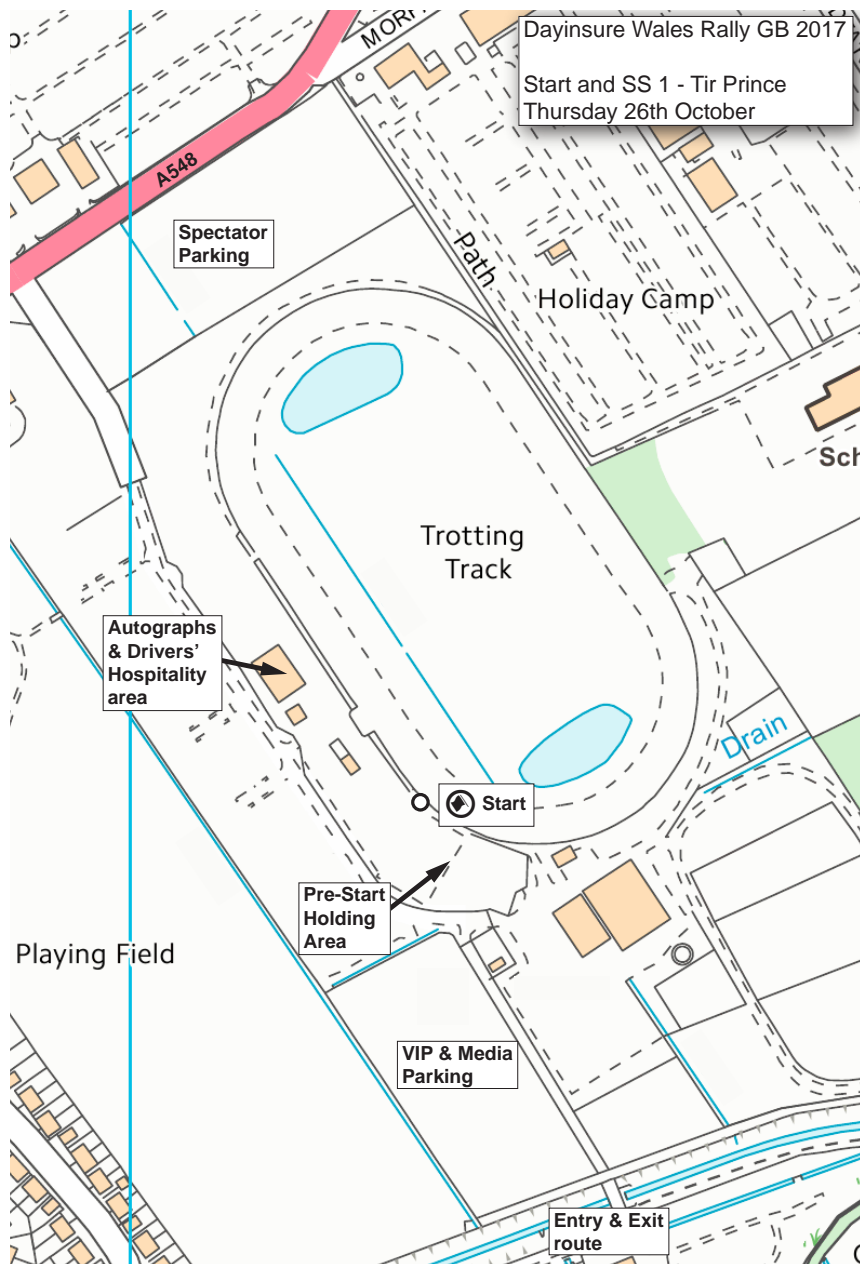 Dayinsure Wales Rally GB 2017
Start and SS 1 - Tir Prince
Thursday 26th October
A548
Spectator
Parking
Path
Holiday Camp
Trotting
Track
Autographs
& Drivers’
Hospitality
area
Drain
Start
Pre-Start
Holding
Area
Playing Field
VIP & Media
Parking
Entry & Exit
route